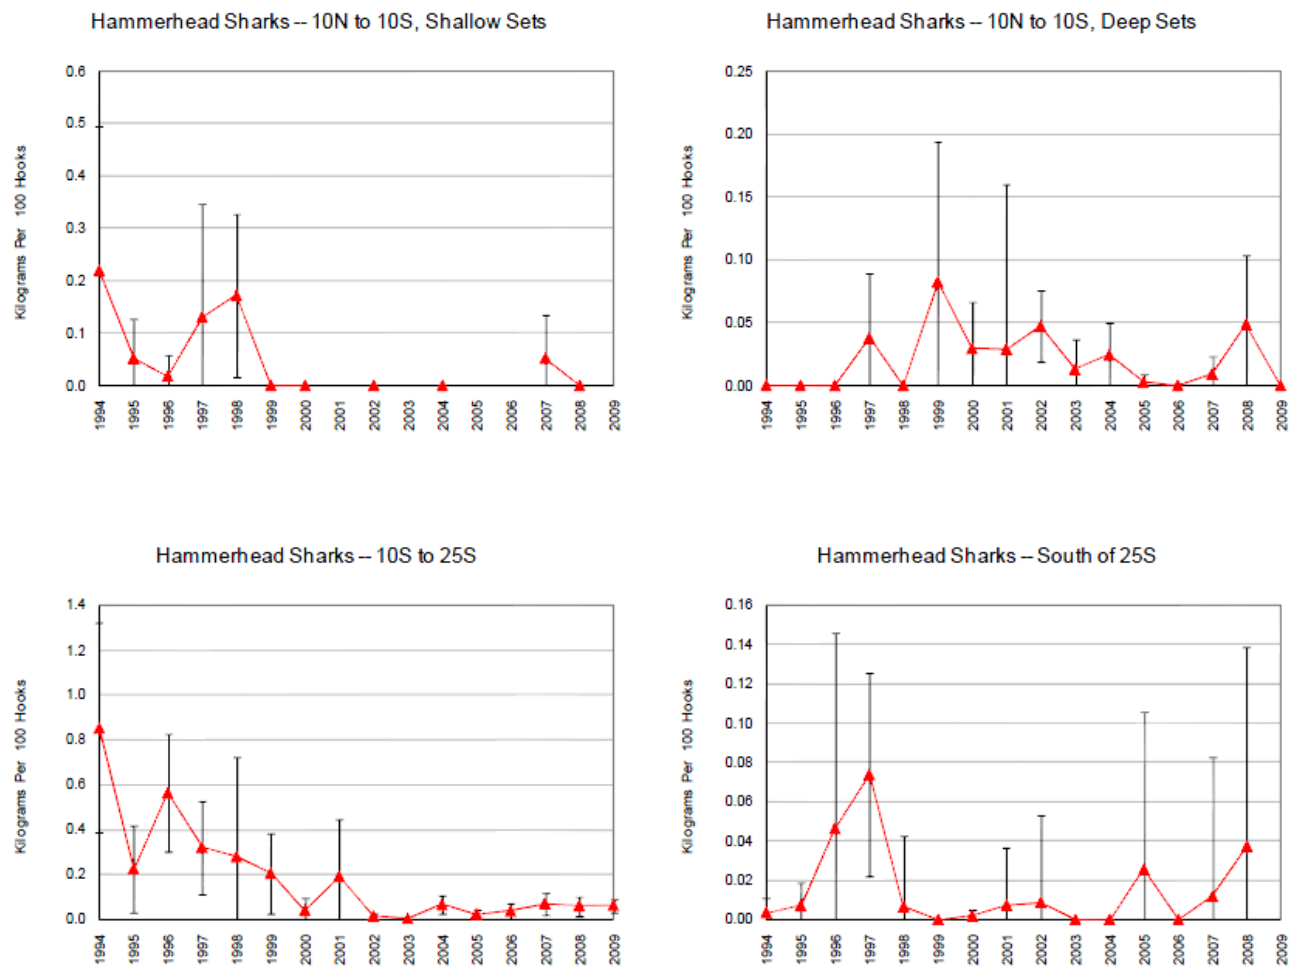 Hammerhead Sharks -- 10N to 10S, Shallow Sets
Kilograms Per 100 Hooks
0.6
0.5
0.4
0.3
0.2
0.1
0.0
1994 1995 1996 1997 1998 1999 2000 2001 2002 2003 2004 2005 2006 2007 2008 2009
Hammerhead Sharks -- 10N to 10S, Deep Sets
Kilograms Per 100 Hooks
0.25
0.20
0.15
0.10
0.05
0.00
1994 1995 1996 1997 1998 1999 2000 2001 2002 2003 2004 2005 2006 2007 2008 2009
Hammerhead Sharks -- 10S to 25S
Kilograms Per 100 Hooks
1.4
1.2
1.0
0.8
0.6
0.4
0.2
0.0
1994 1995 1996 1997 1998 1999 2000 2001 2002 2003 2004 2005 2006 2007 2008 2009
Hammerhead Sharks -- South of 25S
Kilograms Per 100 Hooks
0.16
0.14
0.12
0.10
0.08
0.06
0.04
0.02
0.00
1994 1995 1996 1997 1998 1999 2000 2001 2002 2003 2004 2005 2006 2007 2008 2009